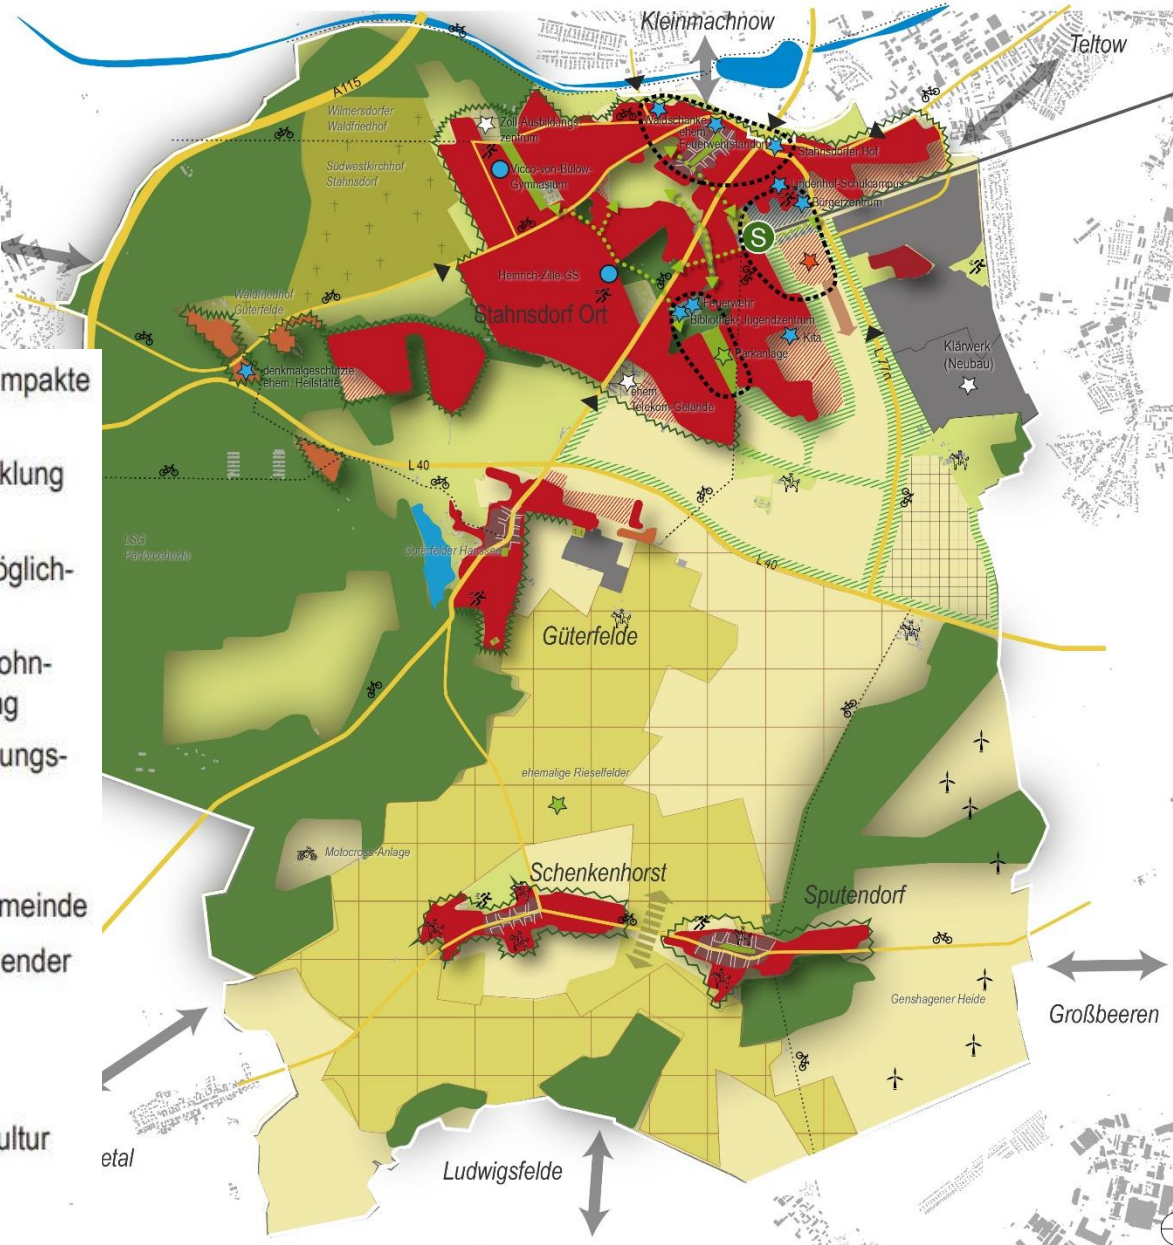 Kleinmachnow
Teltow
A115
Wilmersdorfer
Waldfriedhof
Zoll-Ausbildungs-
zentrum
Waldschänke
ehem.
Feuerwehrstandort
Stahnsdorfer Hof
Südwestkirchhof
Stahnsdorf
Vicco-von-Bülow-
Gymnasium
Lindenhof-Schulcampus
Bürgerzentrum
S
Heinrich-Zille-GS
Waldfriedhof
Güterfelde
Stahnsdorf Ort
Feuerwehr
Bibliothek-Jugendzentrum
Kita
Parkanlage
L 77n
Klärwerk
(Neubau)
denkmalgeschützte
ehem. Heilstätte
ehem.
Telekom-Gelände
mpakte
klung
öglich-
ohn-
ng
ungs-
meinde
ender
ultur
L 40
LSG
Parforceheide
Güterfelder Haussee
L 40
Güterfelde
ehemalige Rieselfelder
Motocross-Anlage
Schenkenhorst
Sputendorf
Genshagener Heide
Großbeeren
etal
Ludwigsfelde